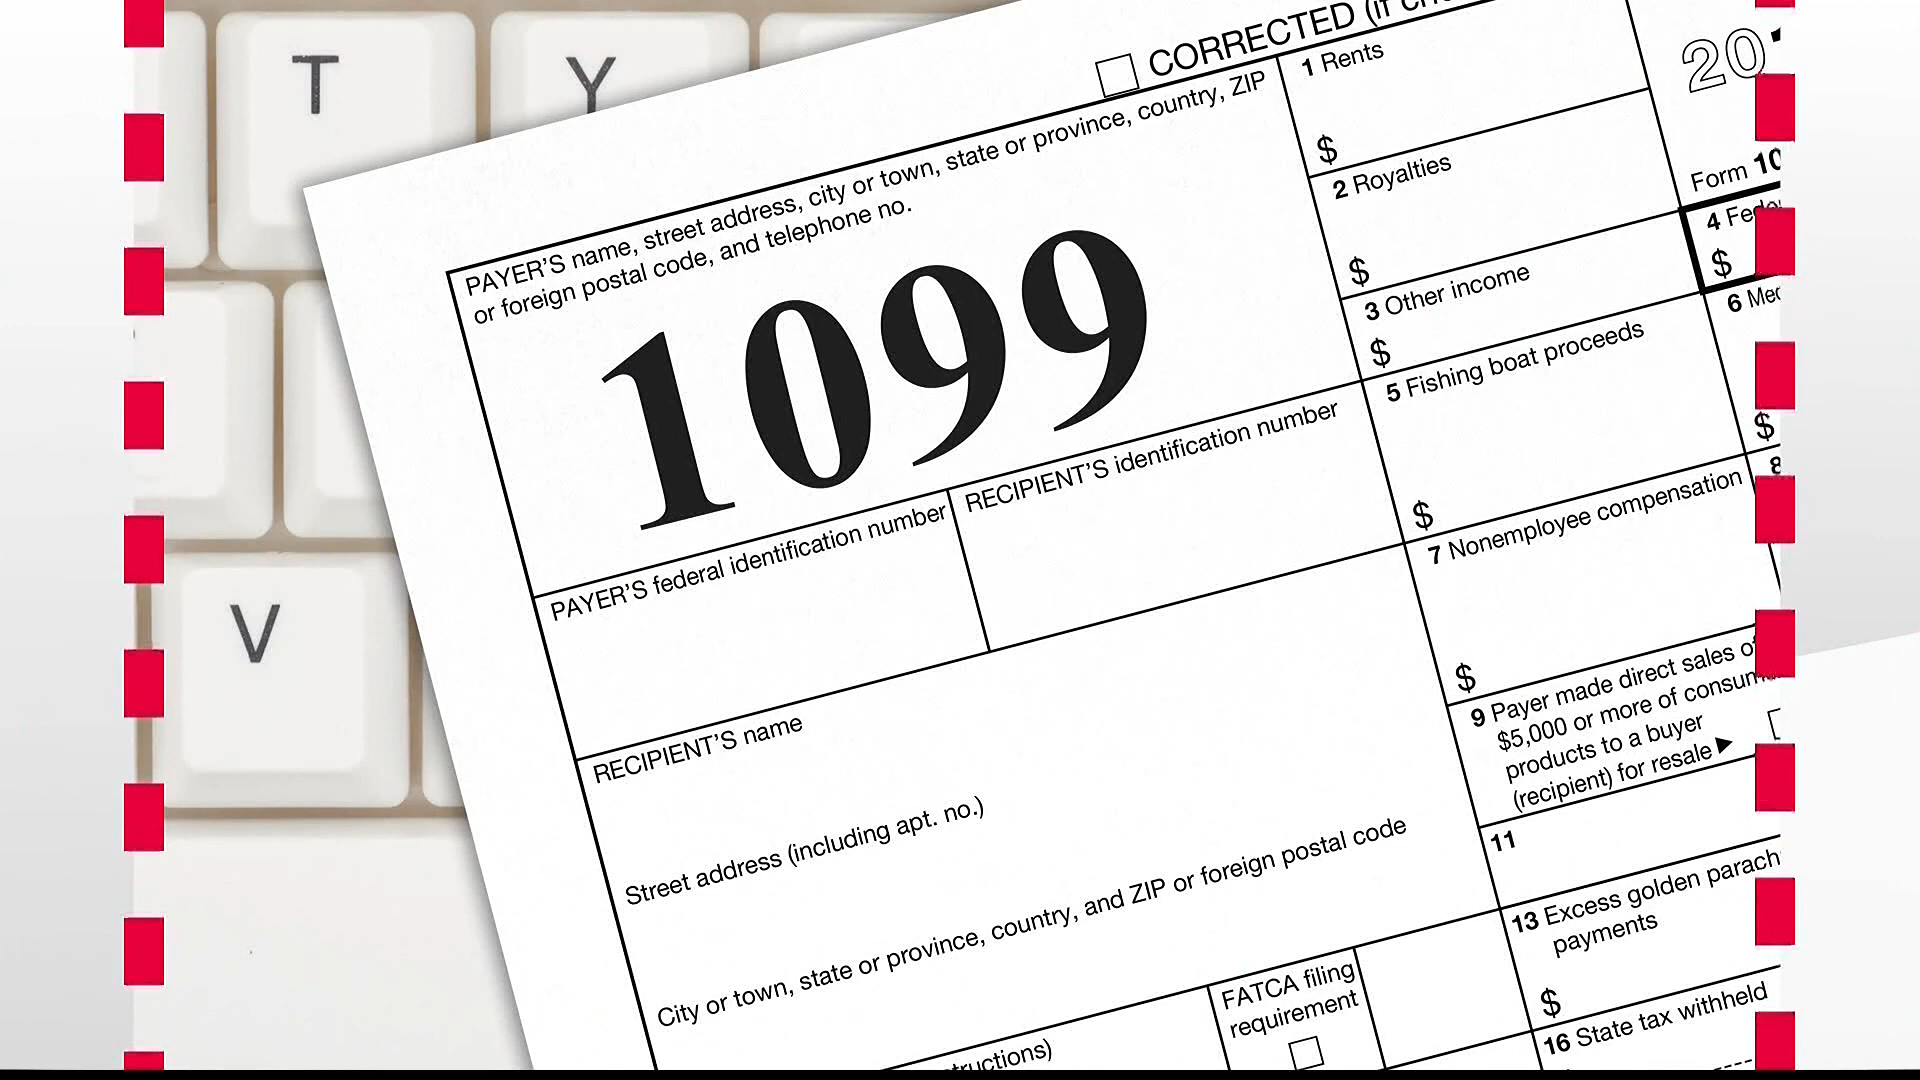 T
Y
V
CORRECTED (if
PAYER'S name, street address, city or town, state or province, country, ZIP
or foreign postal code, and telephone no.
1099
PAYER'S federal identification number
RECIPIENT'S identification number
RECIPIENT'S name
Street address (including apt. no.)
City or town, state or province, country, and ZIP or foreign postal code
FATCA filing
requirement
1 Rents
$
2 Royalties
$
3 Other income
$
5 Fishing boat proceeds
$
7 Nonemployee compensation
$
9 Payer made direct sales of
$5,000 or more of
products to a buyer
(recipient) for resale ▶
11
13 Excess golden
payments
$
16 State tax withheld
20
Form 10
4
$
6
$
8